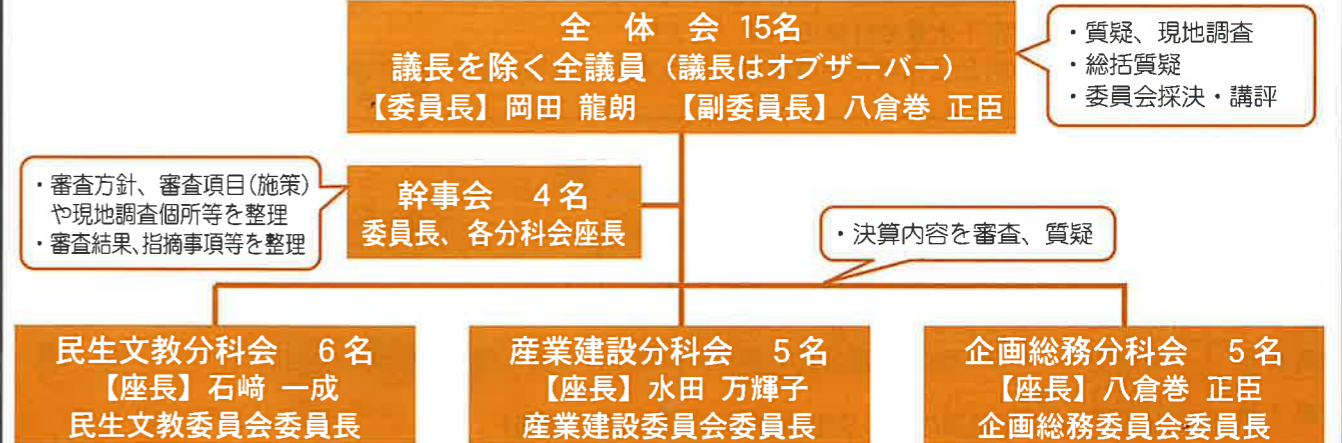 全 体 会 15名
議長を除く全議員（議長はオブザーバー）
【委員長】岡田 龍朗 【副委員長】八倉巻 正臣
・質疑、現地調査
・総括質疑
・委員会採決・講評
・審査方針、審査項目(施策)
や現地調査個所等を整理
・審査結果、指摘事項等を整理
幹事会 4名
委員長、各分科会座長
・決算内容を審査、質疑
民生文教分科会 6名
【座長】石﨑 一成
民生文教委員会委員長
産業建設分科会 5名
【座長】水田 万輝子
産業建設委員会委員長
企画総務分科会 5名
【座長】八倉巻 正臣
企画総務委員会委員長